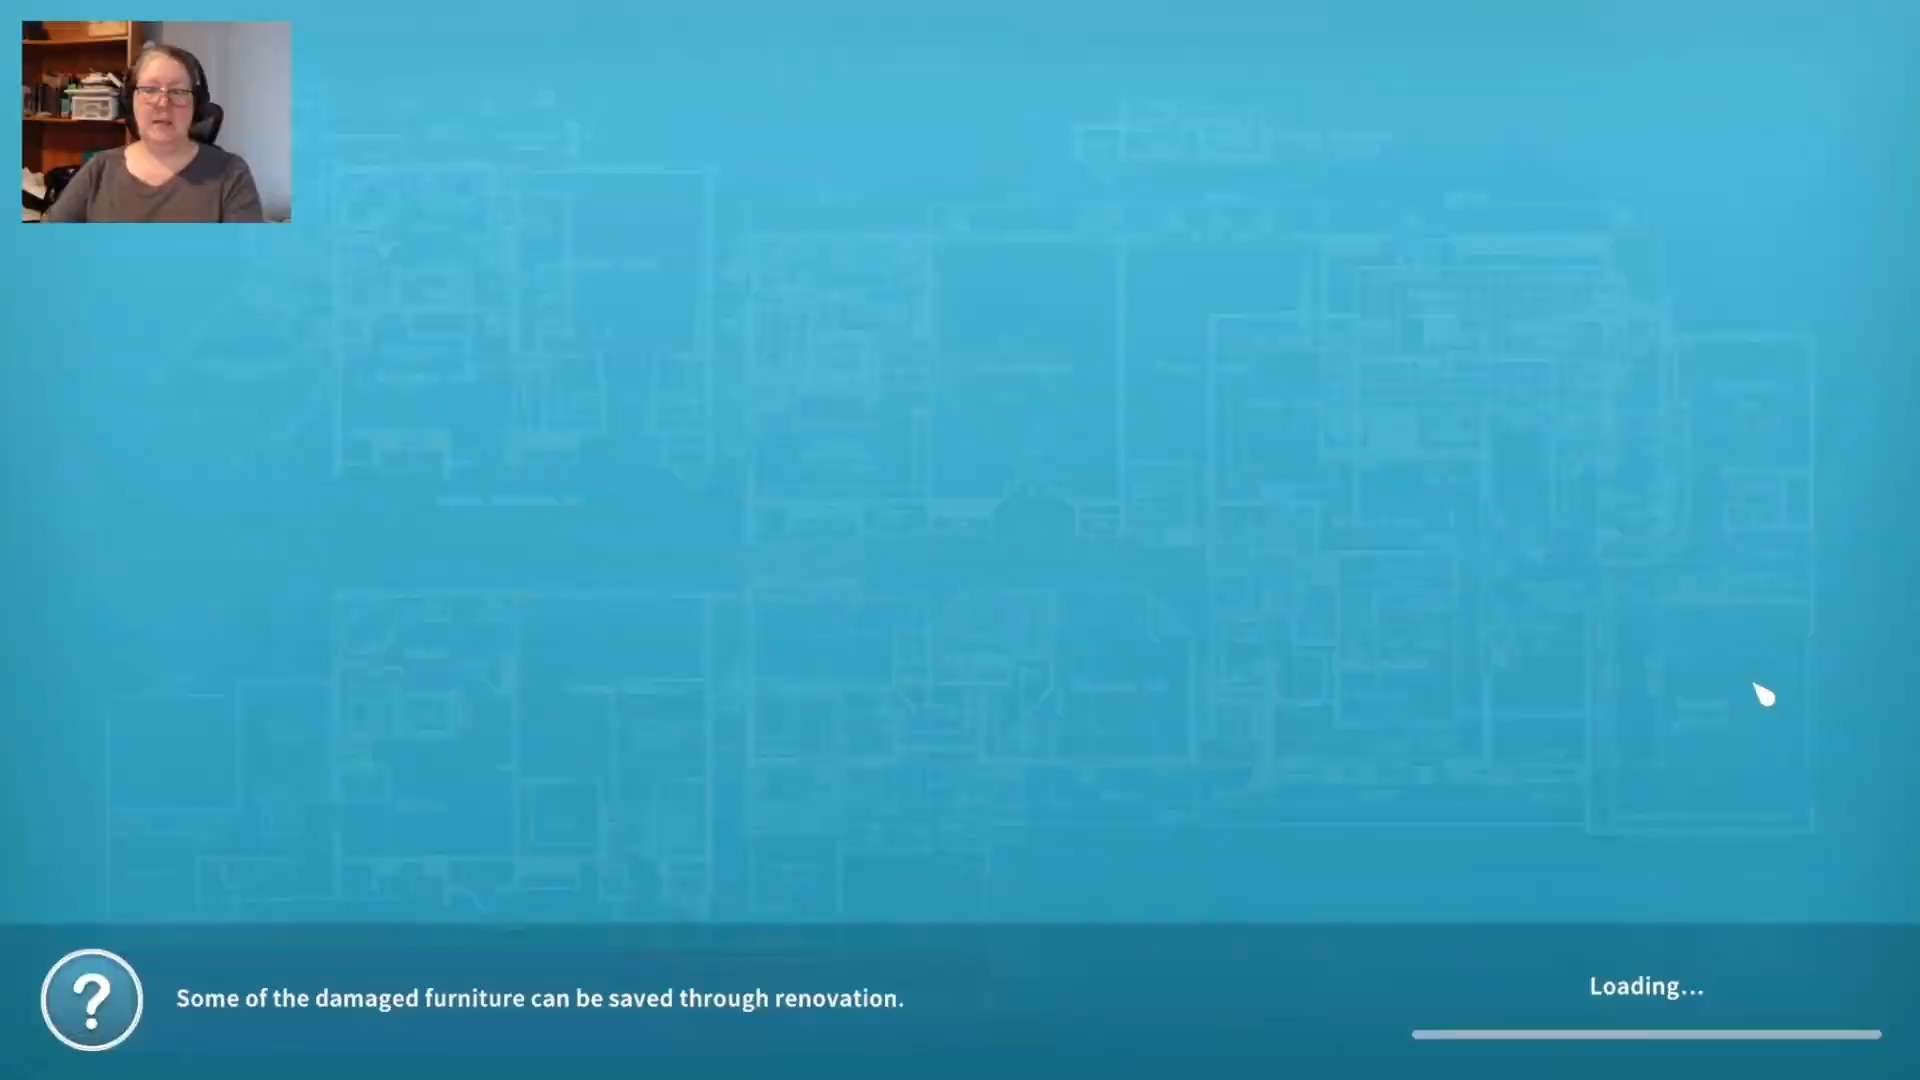 Some of the damaged furniture can be saved through renovation.
Loading...